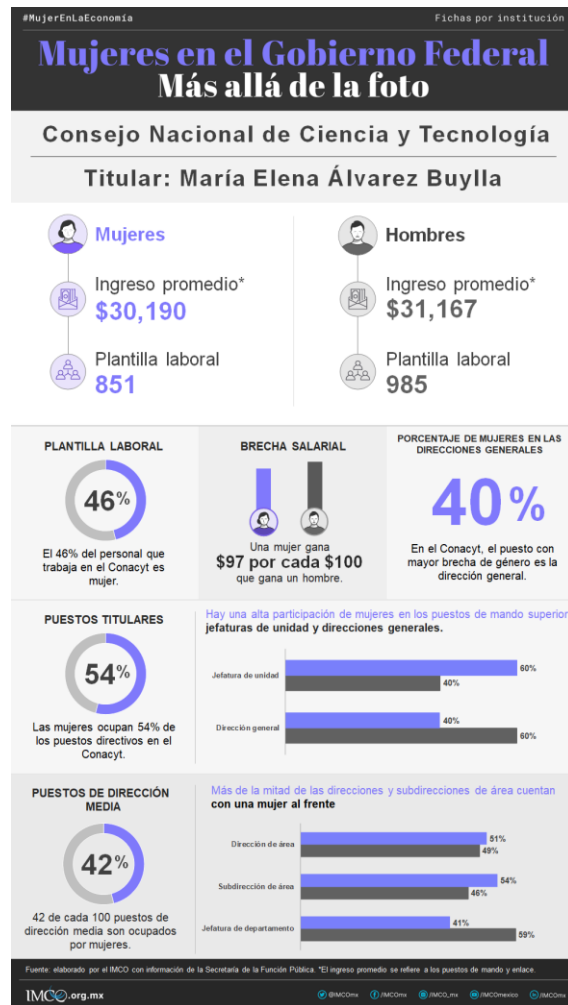 #MujerEnLaEconomía
Fichas por institución
Mujeres en el Gobierno Federal
Más allá de la foto
Consejo Nacional de Ciencia y Tecnología
Titular: María Elena Álvarez Buylla
Mujeres
Ingreso promedio*
$30,190
Plantilla laboral
851
Hombres
Ingreso promedio*
$31,167
Plantilla laboral
985
PLANTILLA LABORAL
46%
El 46% del personal que
trabaja en el Conacyt es
mujer.
BRECHA SALARIAL
Una mujer gana
$97 por cada $100
que gana un hombre.
PORCENTAJE DE MUJERES EN LAS
DIRECCIONES GENERALES
40%
En el Conacyt, el puesto con
mayor brecha de género es la
dirección general.
PUESTOS TITULARES
54%
Las mujeres ocupan 54% de
los puestos directivos en el
Conacyt.
Hay una alta participación de mujeres en los puestos de mando superior
jefaturas de unidad y direcciones generales.
Jefatura de unidad
60%
40%
Dirección general
40%
60%
PUESTOS DE DIRECCIÓN
MEDIA
42%
42 de cada 100 puestos de
dirección media son ocupados
por mujeres.
Más de la mitad de las direcciones y subdirecciones de área cuentan
con una mujer al frente
Dirección de área
51%
49%
Subdirección de área
54%
46%
Jefatura de departamento
41%
59%
Fuente: elaborado por el IMCO con información de la Secretaría de la Función Pública. *El ingreso promedio se refiere a los puestos de mando y enlace.
IMCO.org.mx
@IMCOmx
/IMCOmx
@IMCO_mx
/IMCOmexico
/IMCOmx